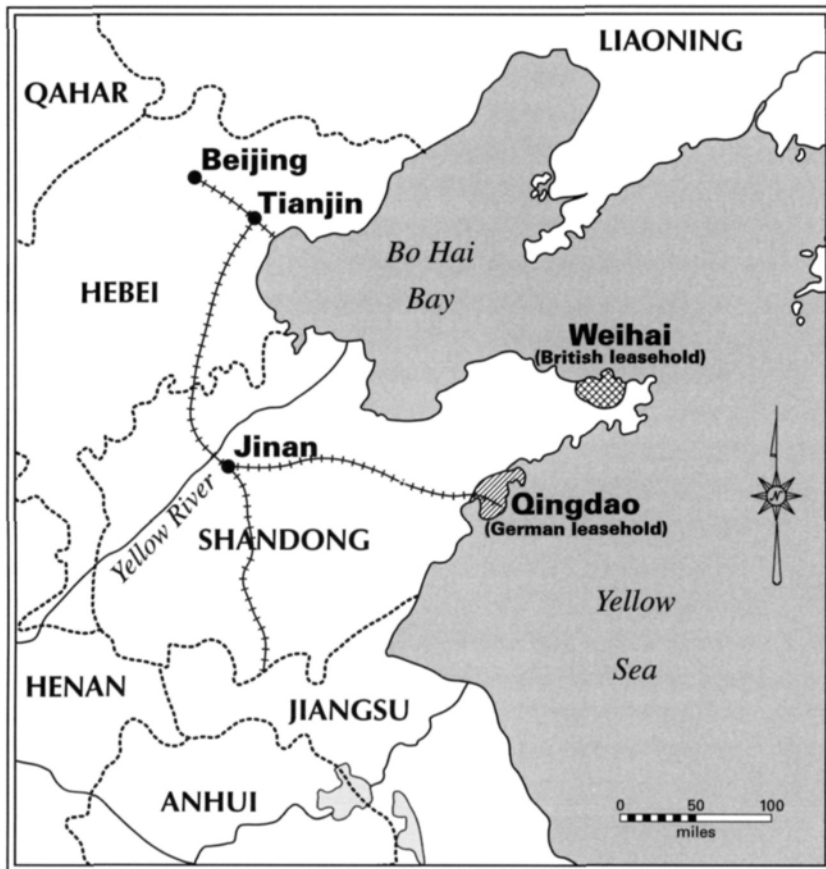 LIAONING
QAHAR
Beijing
Tianjin
Bo Hai
Bay
HEBEI
Weihai
(British leasehold)
Jinan
Qingdao
(German leasehold)
Yellow River
SHANDONG
N
Yellow
Sea
HENAN
JIANGSU
ANHUI
0 50 100
miles